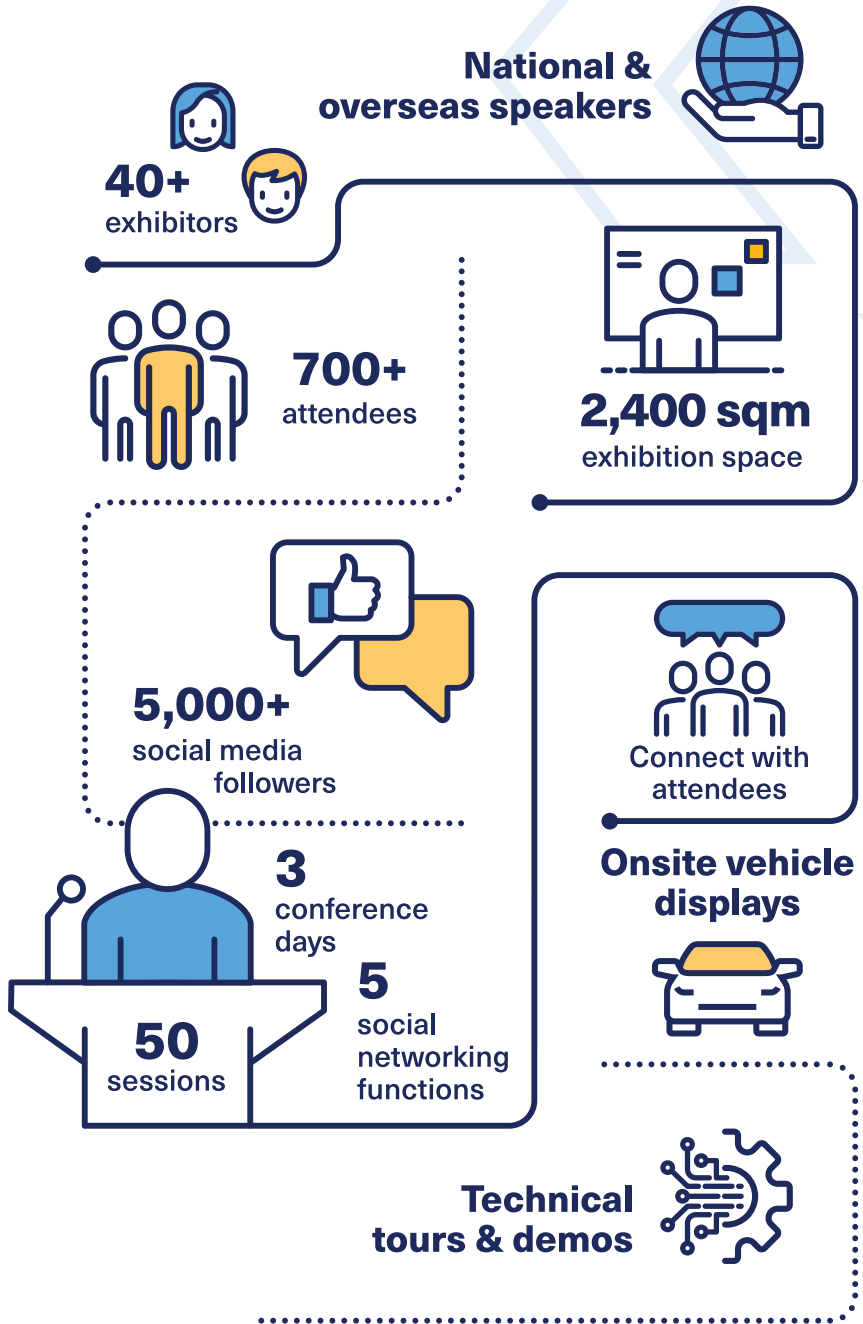 National &
overseas speakers
40+
exhibitors
700+
attendees
2,400 sqm
exhibition space
5,000+
social media
followers
Connect with
attendees
3
conference
days
Onsite vehicle
displays
5
social
networking
functions
50
sessions
Technical
tours & demos